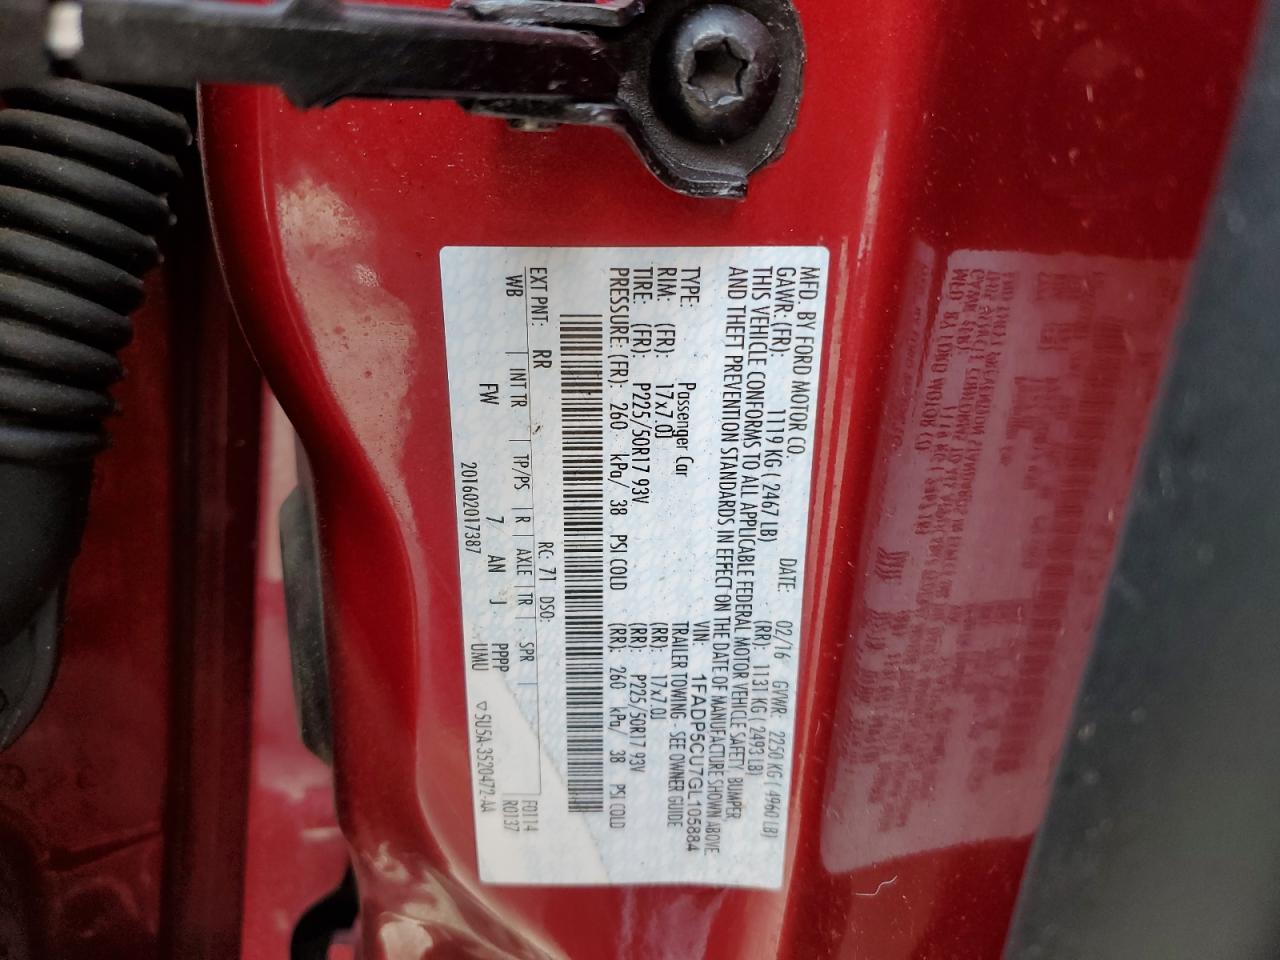 MFD. BY FORD MOTOR CO.
DATE: 02/16 GVWR: 2250 KG ( 4960 LB)
GAWR: (FR): 1119 KG ( 2467 LB) (RR): 1131 KG ( 2493 LB)
THIS VEHICLE CONFORMS TO ALL APPLICABLE FEDERAL MOTOR VEHICLE SAFETY, BUMPER,
AND THEFT PREVENTION STANDARDS IN EFFECT ON THE DATE OF MANUFACTURE SHOWN ABOVE
VIN: 1FADP5CU7GL105884
TYPE: Passenger Car TRAILER TOWING - SEE OWNER GUIDE
RIM: (FR): 17x7.0J (RR): 17x7.0J
TIRE: (FR): P225/50R17 93V (RR): P225/50R17 93V
PRESSURE: (FR): 260 kPa/ 38 PSI COLD (RR): 260 kPa/ 38 PSI COLD
EXT PNT: RR RC: 71 DSO: F0114
WB INT TR TP/PS R AXLE TR SPR R0137
FW 7 AN J PPPP
UMU
201602017387 ▽SU5A-3520472-AA